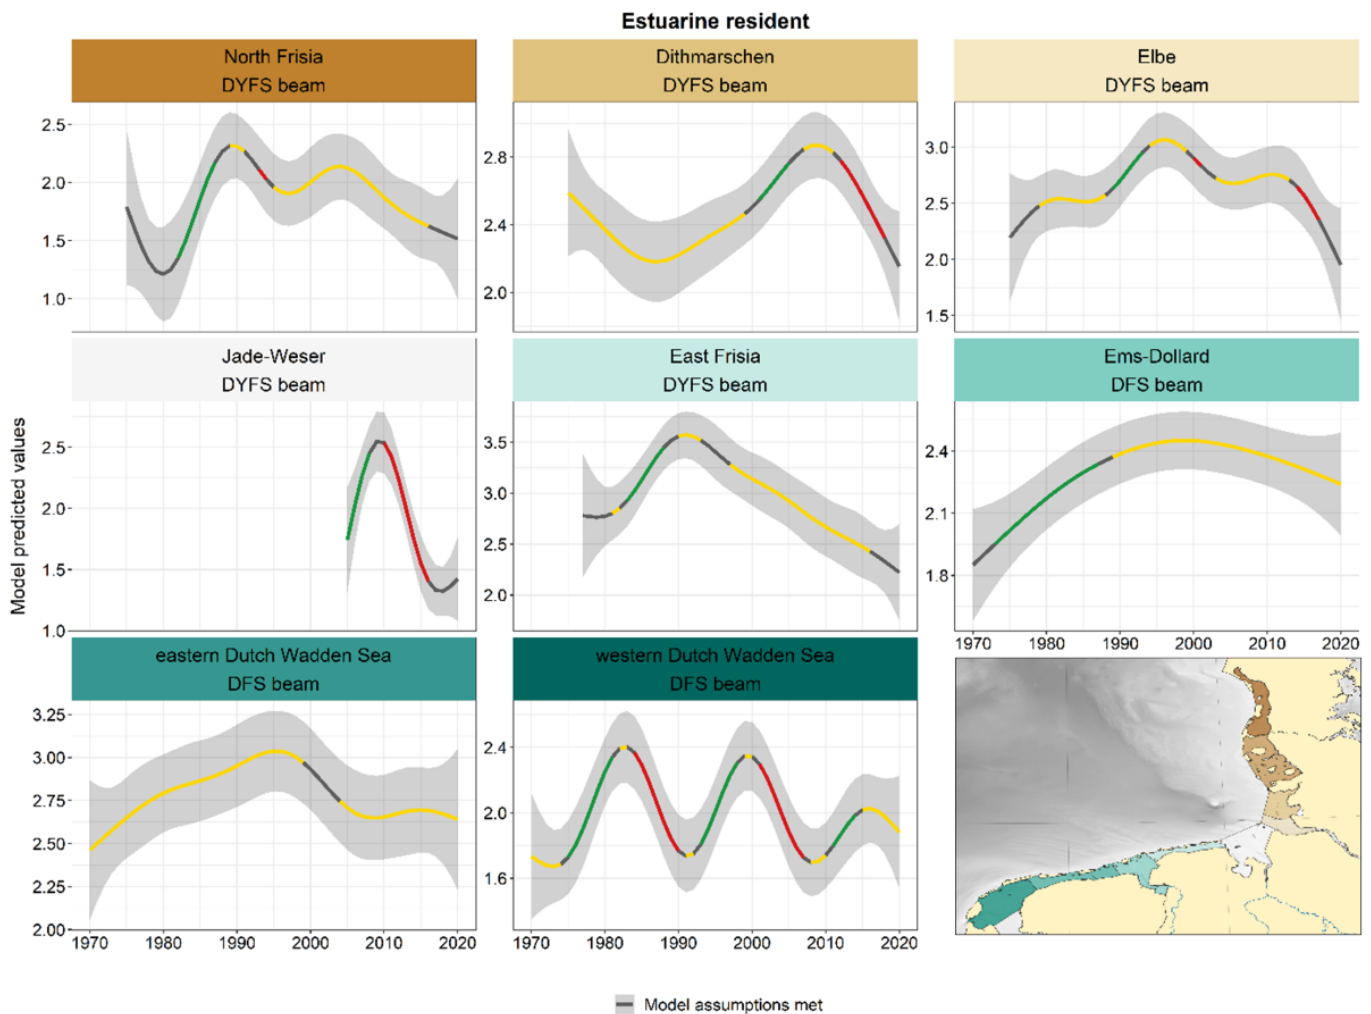 Estuarine resident
North Frisia
DYFS beam
Dithmarschen
DYFS beam
Elbe
DYFS beam
2.5
2.0
1.5
1.0
2.8
2.4
2.0
3.0
2.5
2.0
1.5
Jade-Weser
DYFS beam
East Frisia
DYFS beam
Ems-Dollard
DFS beam
Model predicted values
2.5
2.0
1.5
1.0
3.5
3.0
2.5
2.0
2.4
2.1
1.8
1970 1980 1990 2000 2010 2020
eastern Dutch Wadden Sea
DFS beam
western Dutch Wadden Sea
DFS beam
3.25
3.00
2.75
2.50
2.25
2.00
1970 1980 1990 2000 2010 2020
2.4
2.0
1.6
1970 1980 1990 2000 2010 2020
Model assumptions met